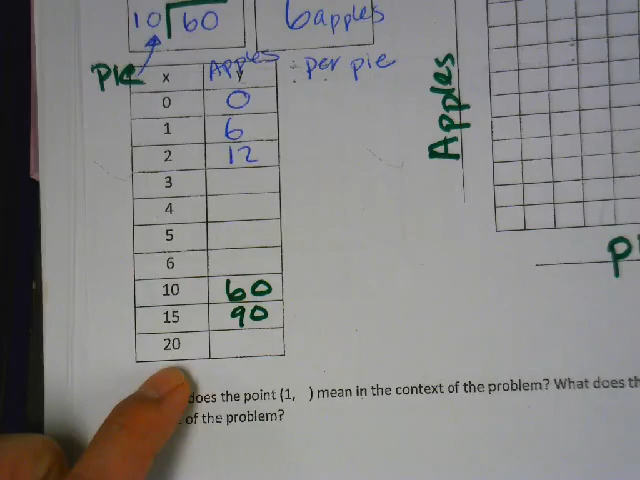 10 60
6 apples
per pie
pie
x Apples y
0 0
1 6
2 12
3
4
5
6
10 60
15 90
20
Apples
does the point (1, ) mean in the context of the problem? What does
of the problem?